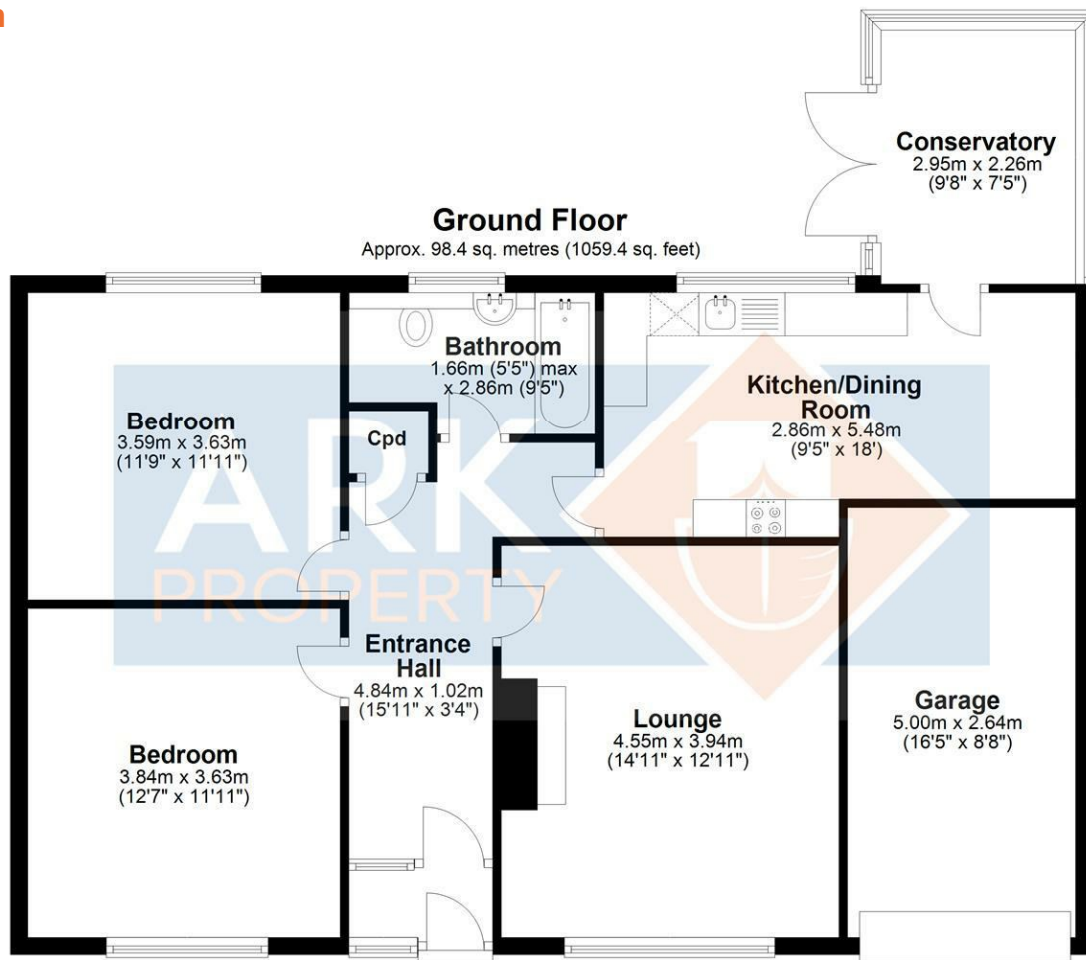 Ground Floor
Approx. 98.4 sq. metres (1059.4 sq. feet)
Conservatory
2.95m x 2.26m
(9'8" x 7'5")
Bathroom
1.66m (5'5") max
x 2.86m (9'5")
Kitchen/Dining
Room
2.86m x 5.48m
(9'5" x 18')
Bedroom
3.59m x 3.63m
(11'9" x 11'11")
Cpd
ARK
PROPERTY
Entrance
Hall
4.84m x 1.02m
(15'11" x 3'4")
Lounge
4.55m x 3.94m
(14'11" x 12'11")
Garage
5.00m x 2.64m
(16'5" x 8'8")
Bedroom
3.84m x 3.63m
(12'7" x 11'11")